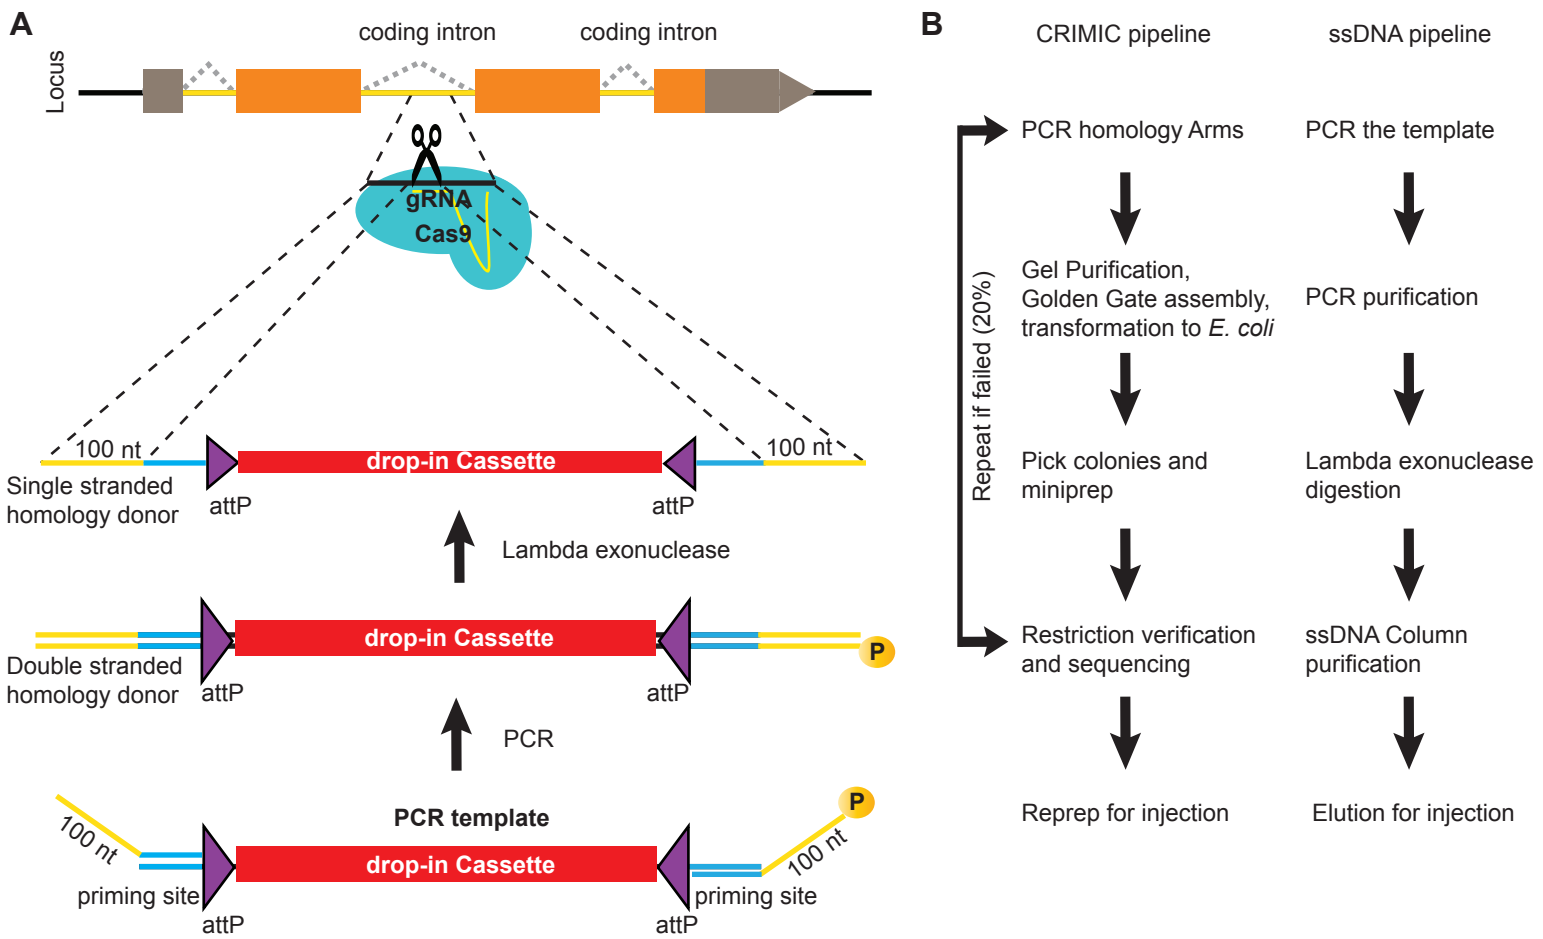 A
coding intron
coding intron
Locus
gRNA
Cas9
100 nt
drop-in Cassette
100 nt
Single stranded
homology donor
attP
attP
Lambda exonuclease
drop-in Cassette
P
Double stranded
homology donor
attP
attP
PCR
P
PCR template
100 nt
drop-in Cassette
100 nt
priming site
priming site
attP
attP
B
CRIMIC pipeline
ssDNA pipeline
PCR homology Arms
PCR the template
Gel Purification,
Golden Gate assembly,
transformation to E. coli
PCR purification
Repeat if failed (20%)
Pick colonies and
miniprep
Lambda exonuclease
digestion
Restriction verification
and sequencing
ssDNA Column
purification
Reprep for injection
Elution for injection